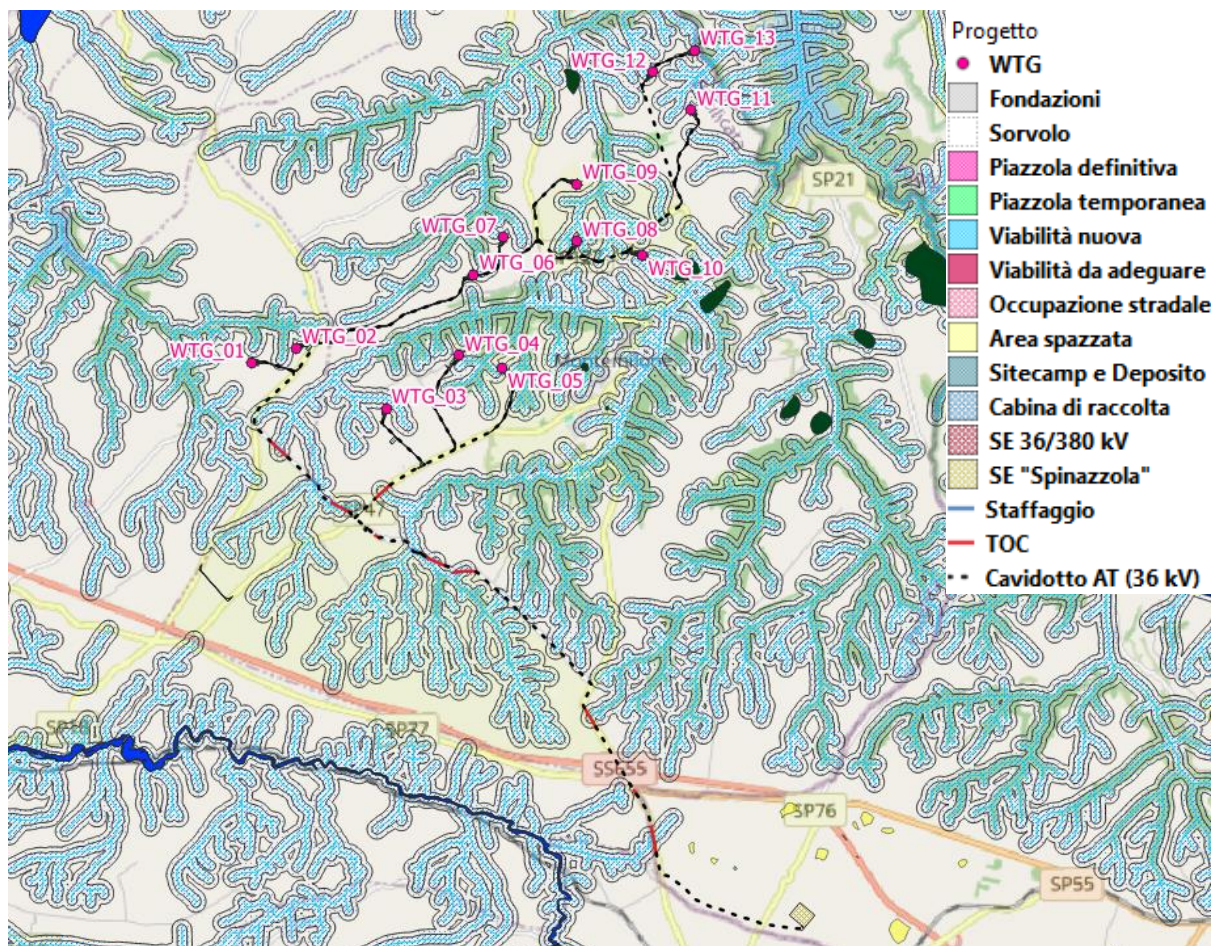 WTG_13
WTG_12
WTG_11
SP21
WTG_09
WTG_07
WTG_08
WTG_06
WTG_10
WTG_02
WTG_01
WTG_04
WTG_05
WTG_03
SP77
SSE55
SP76
SP55
Progetto
WTG
Fondazioni
Sorvolo
Piazzola definitiva
Piazzola temporanea
Viabilità nuova
Viabilità da adeguare
Occupazione stradale
Area spazzata
Sitecamp e Deposito
Cabina di raccolta
SE 36/380 kV
SE "Spinazzola"
Staffaggio
TOC
Cavidotto AT (36 kV)